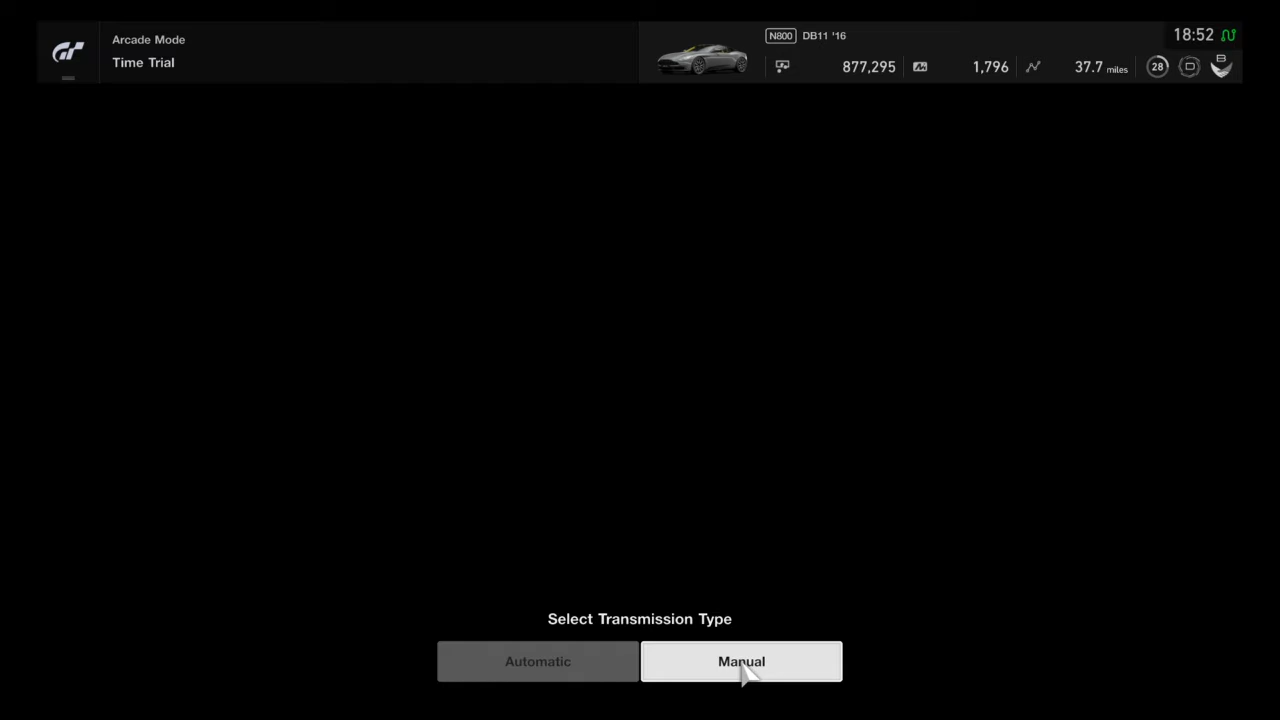 Arcade Mode
Time Trial
N800 DB11 '16
877,295 1,796 37.7 miles 28 B
18:52
Select Transmission Type
Automatic Manual